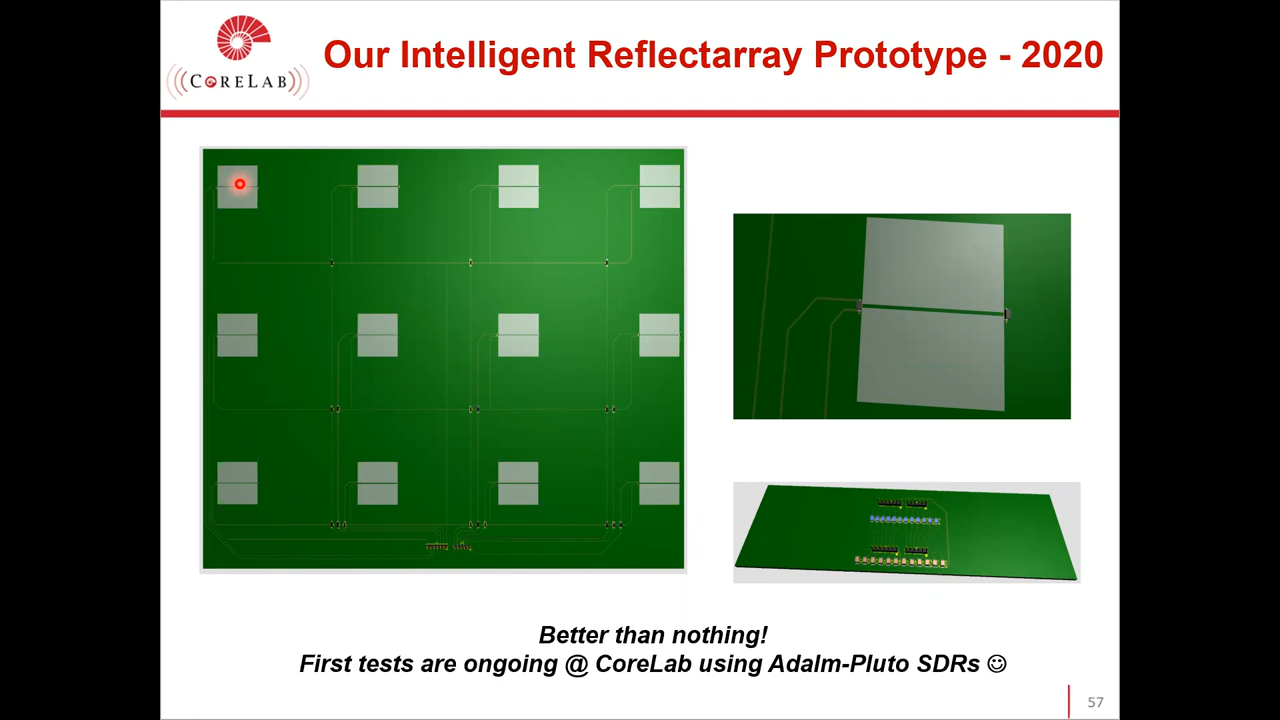 CORELAB
Our Intelligent Reflectarray Prototype - 2020
Better than nothing!
First tests are ongoing @ CoreLab using Adalm-Pluto SDRs ☺
57